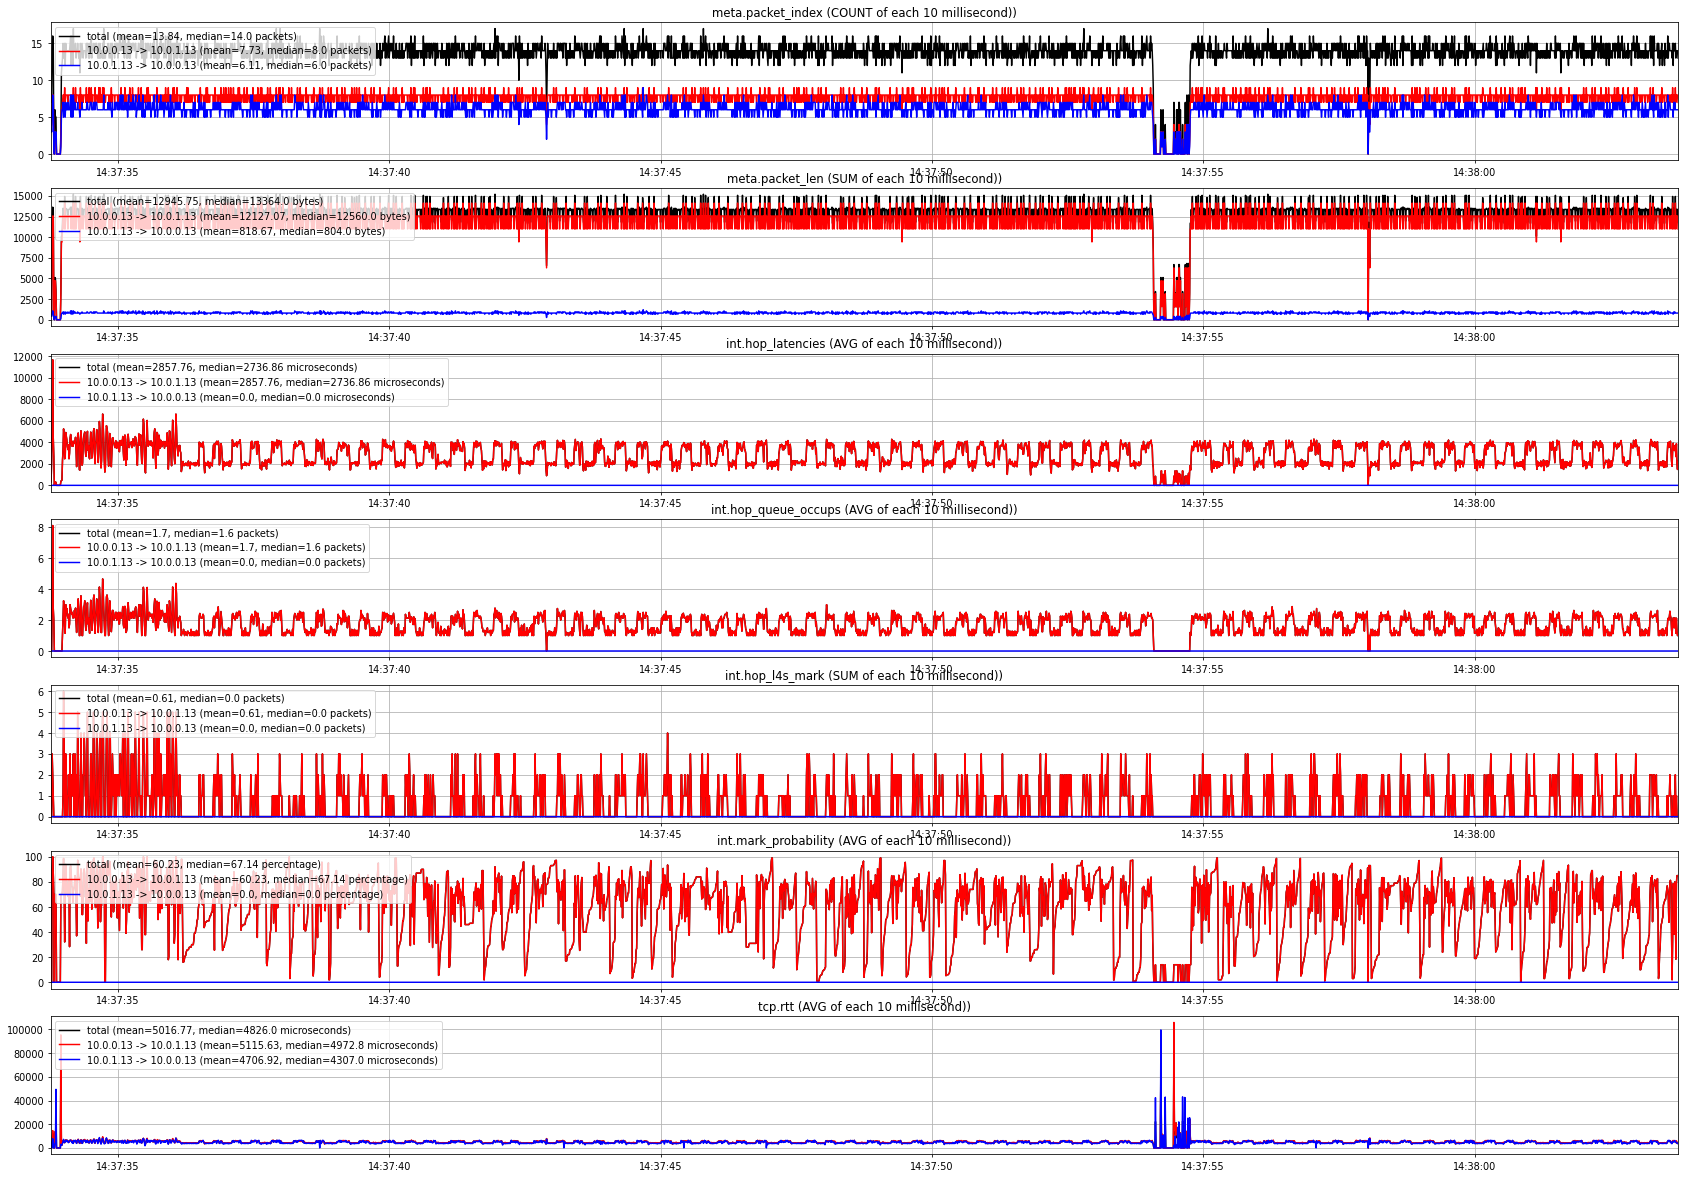 meta.packet_index (COUNT of each 10 millisecond))
total (mean=13.84, median=14.0 packets)
10.0.0.13 -> 10.0.1.13 (mean=7.73, median=8.0 packets)
10.0.1.13 -> 10.0.0.13 (mean=6.11, median=6.0 packets)
15
10
5
0
14:37:35 14:37:40 14:37:45 14:37:50 14:37:55 14:38:00
meta.packet_len (SUM of each 10 millisecond))
total (mean=12945.75, median=13364.0 bytes)
10.0.0.13 -> 10.0.1.13 (mean=12127.07, median=12560.0 bytes)
10.0.1.13 -> 10.0.0.13 (mean=818.67, median=804.0 bytes)
15000
12500
10000
7500
5000
2500
0
14:37:35 14:37:40 14:37:45 14:37:50 14:37:55 14:38:00
int.hop_latencies (AVG of each 10 millisecond))
total (mean=2857.76, median=2736.86 microseconds)
10.0.0.13 -> 10.0.1.13 (mean=2857.76, median=2736.86 microseconds)
10.0.1.13 -> 10.0.0.13 (mean=0.0, median=0.0 microseconds)
12000
10000
8000
6000
4000
2000
0
14:37:35 14:37:40 14:37:45 14:37:50 14:37:55 14:38:00
int.hop_queue_occups (AVG of each 10 millisecond))
total (mean=1.7, median=1.6 packets)
10.0.0.13 -> 10.0.1.13 (mean=1.7, median=1.6 packets)
10.0.1.13 -> 10.0.0.13 (mean=0.0, median=0.0 packets)
8
6
4
2
0
14:37:35 14:37:40 14:37:45 14:37:50 14:37:55 14:38:00
int.hop_l4s_mark (SUM of each 10 millisecond))
total (mean=0.61, median=0.0 packets)
10.0.0.13 -> 10.0.1.13 (mean=0.61, median=0.0 packets)
10.0.1.13 -> 10.0.0.13 (mean=0.0, median=0.0 packets)
6
5
4
3
2
1
0
14:37:35 14:37:40 14:37:45 14:37:50 14:37:55 14:38:00
int.mark_probability (AVG of each 10 millisecond))
total (mean=60.23, median=67.14 percentage)
10.0.0.13 -> 10.0.1.13 (mean=60.23, median=67.14 percentage)
10.0.1.13 -> 10.0.0.13 (mean=0.0, median=0.0 percentage)
100
80
60
40
20
0
14:37:35 14:37:40 14:37:45 14:37:50 14:37:55 14:38:00
tcp.rtt (AVG of each 10 millisecond))
total (mean=5016.77, median=4826.0 microseconds)
10.0.0.13 -> 10.0.1.13 (mean=5115.63, median=4972.8 microseconds)
10.0.1.13 -> 10.0.0.13 (mean=4706.92, median=4307.0 microseconds)
100000
80000
60000
40000
20000
0
14:37:35 14:37:40 14:37:45 14:37:50 14:37:55 14:38:00